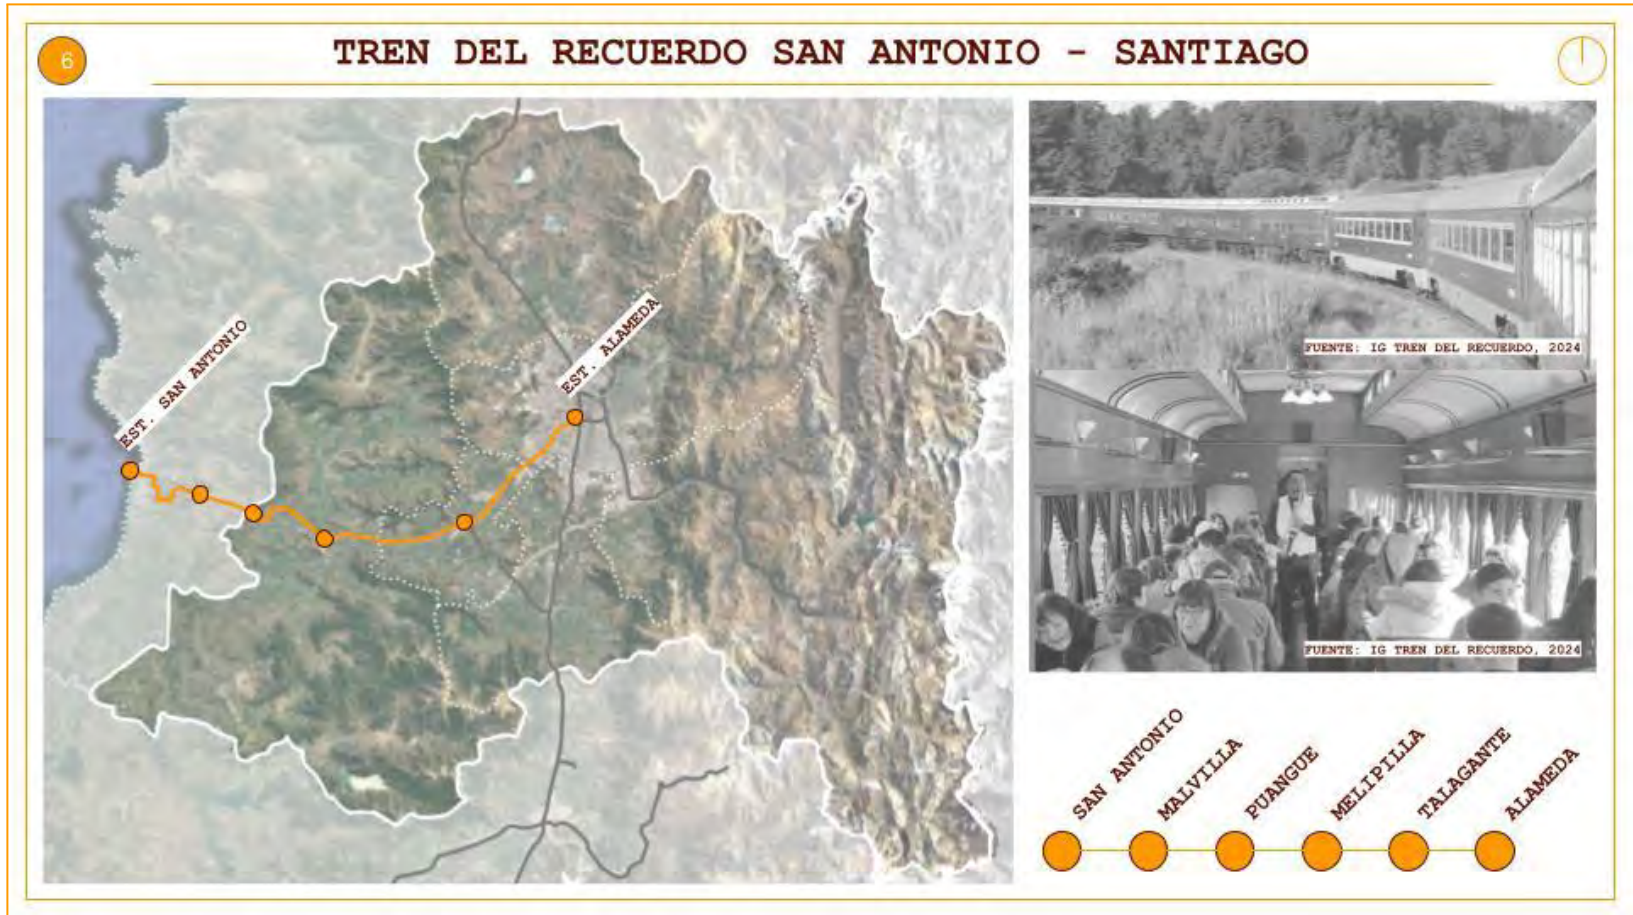 6
TREN DEL RECUERDO SAN ANTONIO - SANTIAGO
EST. SAN ANTONIO
EST. ALAMEDA
FUENTE: IG TREN DEL RECUERDO, 2024
FUENTE: IG TREN DEL RECUERDO, 2024
SAN ANTONIO
MALVILLA
PUANGUE
MELIPILLA
TALAGANTE
ALAMEDA